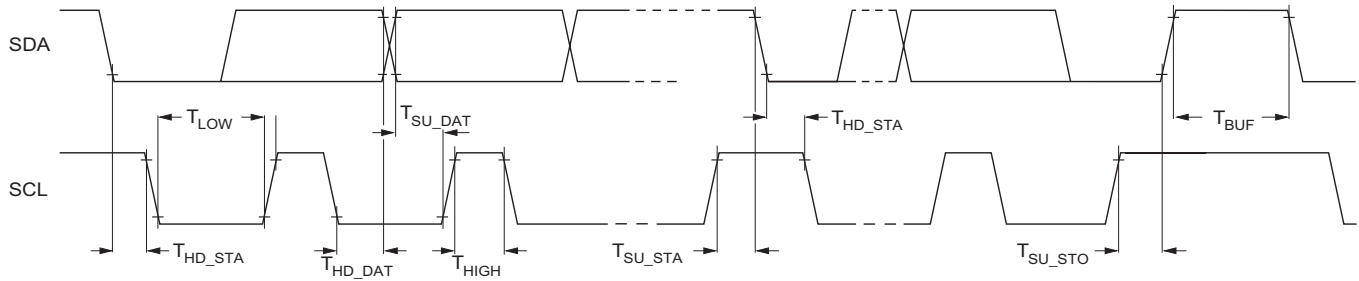 SDA
T_LOW
T_SU_DAT
T_HD_STA
T_BUF
SCL
T_HD_STA
T_HD_DAT
T_HIGH
T_SU_STA
T_SU_STO